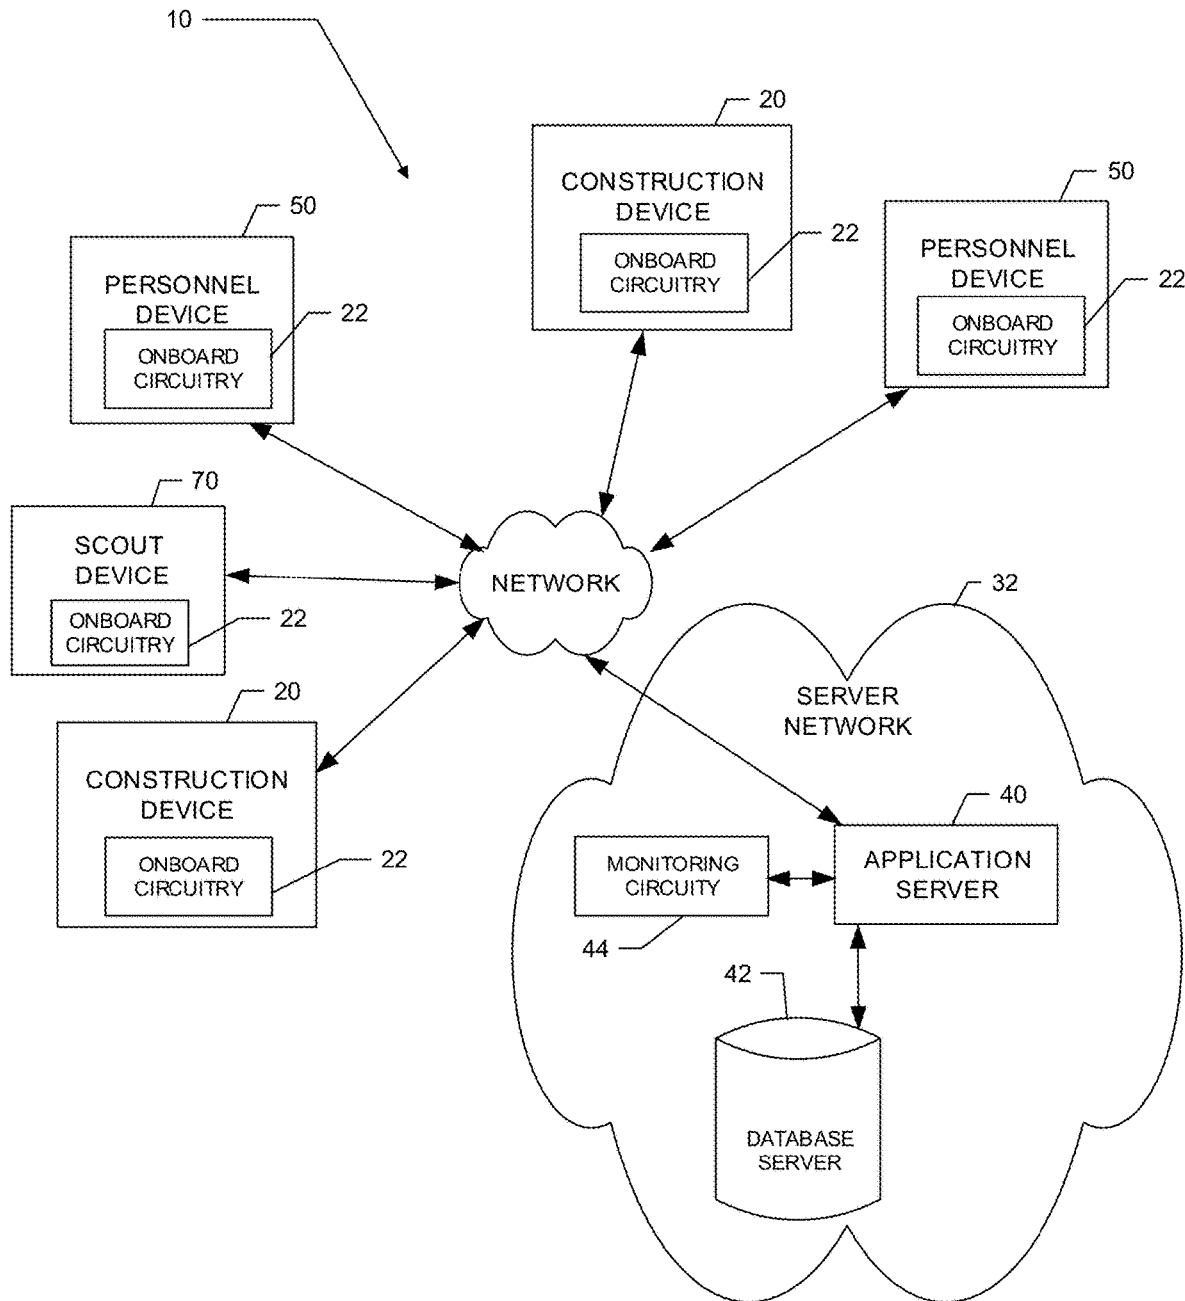 10
20
CONSTRUCTION
DEVICE
22
ONBOARD
CIRCUITRY
50
PERSONNEL
DEVICE
22
ONBOARD
CIRCUITRY
50
PERSONNEL
DEVICE
22
ONBOARD
CIRCUITRY
70
SCOUT
DEVICE
22
ONBOARD
CIRCUITRY
NETWORK
20
CONSTRUCTION
DEVICE
22
ONBOARD
CIRCUITRY
32
SERVER
NETWORK
40
APPLICATION
SERVER
MONITORING
CIRCUITY
44
42
DATABASE
SERVER